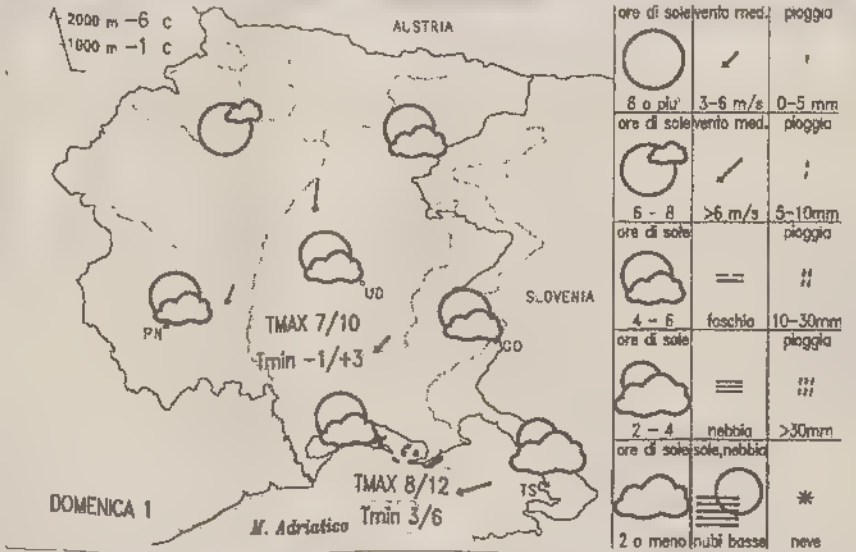 2000 m -6 c
1000 m -1 c
AUSTRIA
SLOVENIA
UD
PN
GO
TMAX 7/10
Tmin -1/+3
TMAX 8/12
Tmin 3/6
TS
DOMENICA 1
M. Adriatico
ore di sole vento med. pioggia
8 o piu' 3-6 m/s 0-5 mm
ore di sole vento med. pioggia
6 - 8 >6 m/s 5-10mm
ore di sole pioggia
4 - 6 foschia 10-30mm
ore di sole pioggia
2 - 4 nebbia >30mm
ore di sole sole,nebbia
2 o meno nubi basse neve